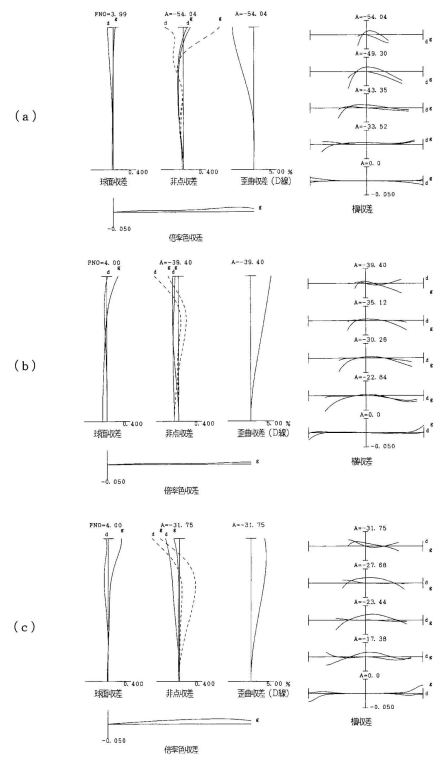 (a)
FNO=3.99
d g
0.400
球面収差
A=-54.04
d g
0.400
非点収差
A=-54.04
5.00 %
歪曲収差 (D線)
g
-0.050
倍率色収差
A=-54.04
d g
A=-49.30
d g
A=-43.35
d g
A=-33.52
d g
A=0.0
g
d
-0.050
横収差
(b)
FNO=4.00
d g
0.400
球面収差
A=-39.40
d g g d
0.400
非点収差
A=-39.40
5.00 %
歪曲収差 (D線)
g
-0.050
倍率色収差
A=-39.40
d
g
A=-35.12
d
g
A=-30.28
d g
A=-22.84
d g
A=0.0
g
d
-0.050
横収差
(c)
FNO=4.00
d g
0.400
球面収差
A=-31.75
g d g
0.400
非点収差
A=-31.75
5.00 %
歪曲収差 (D線)
g
-0.050
倍率色収差
A=-31.75
g
A=-27.68
g
A=-23.44
d g
A=-17.38
d g
A=0.0
g
d
-0.050
横収差